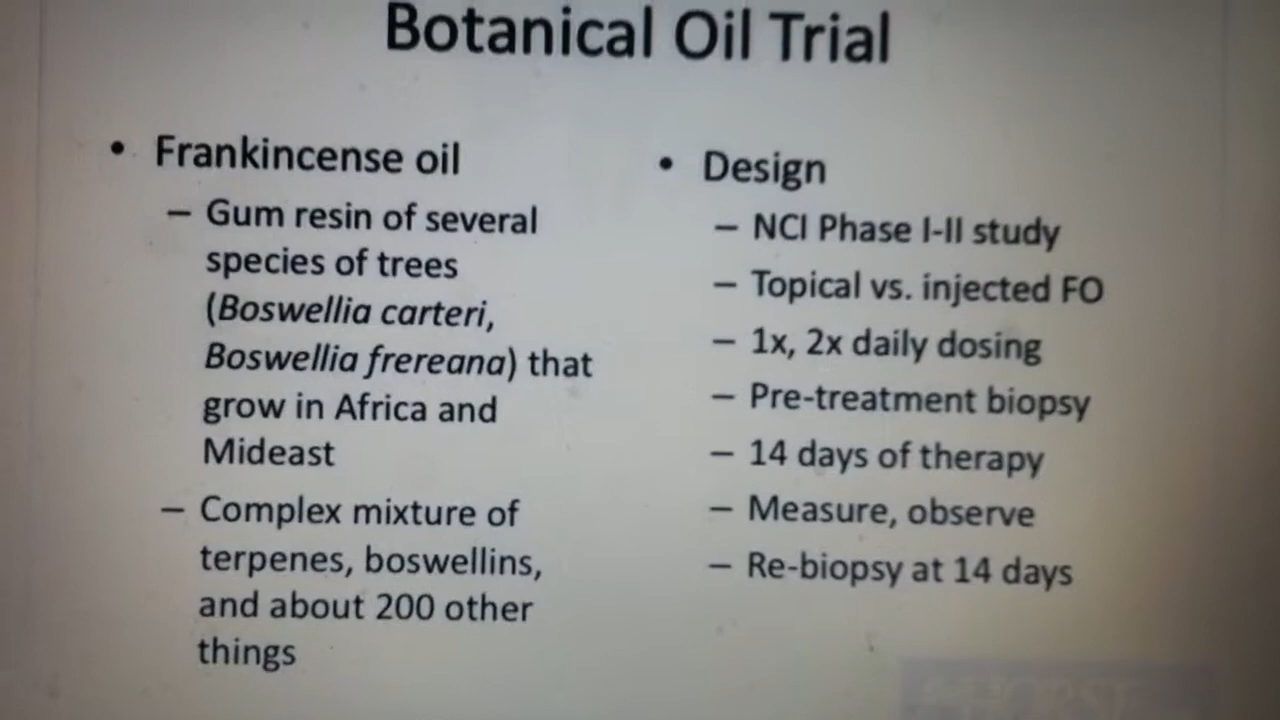 Botanical Oil Trial
• Frankincense oil
– Gum resin of several
species of trees
(Boswellia carteri,
Boswellia frereana) that
grow in Africa and
Mideast
– Complex mixture of
terpenes, boswellins,
and about 200 other
things
• Design
– NCI Phase I-II study
– Topical vs. injected FO
– 1x, 2x daily dosing
– Pre-treatment biopsy
– 14 days of therapy
– Measure, observe
– Re-biopsy at 14 days